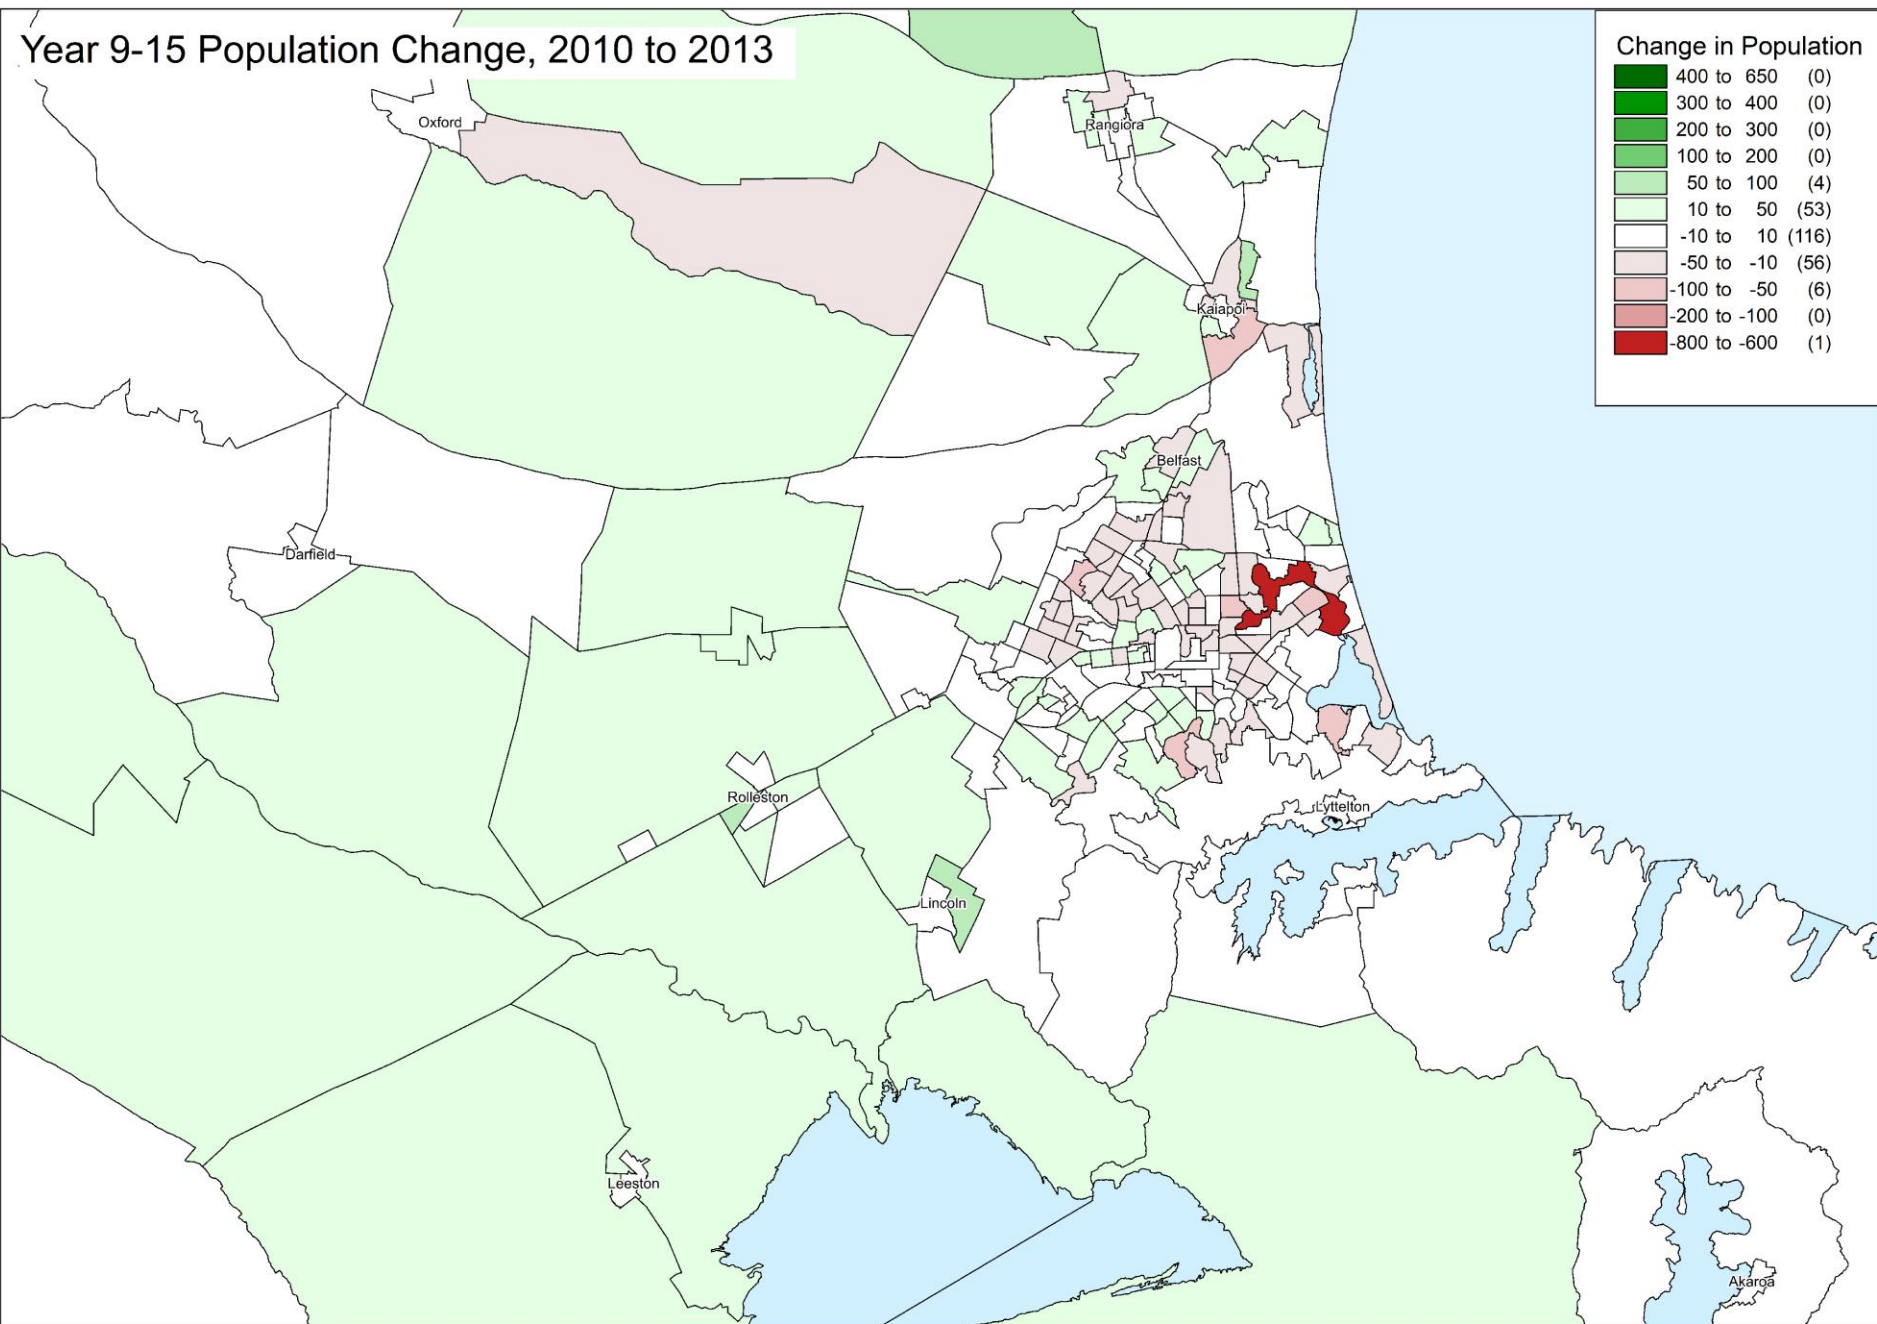 Year 9-15 Population Change, 2010 to 2013
Change in Population
400 to 650 (0)
300 to 400 (0)
200 to 300 (0)
100 to 200 (0)
50 to 100 (4)
10 to 50 (53)
-10 to 10 (116)
-50 to -10 (56)
-100 to -50 (6)
-200 to -100 (0)
-800 to -600 (1)
Oxford
Rangiora
Kaiapoi
Belfast
Darfield
Rolleston
Lyttelton
Lincoln
Leeston
Akaroa